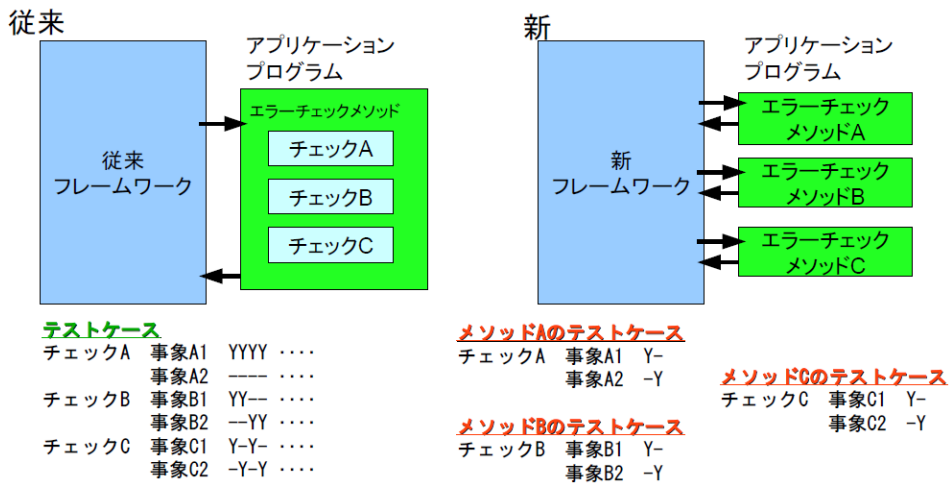 従来
アプリケーション
プログラム
従来
フレームワーク
エラーチェックメソッド
チェックA
チェックB
チェックC
テストケース
チェックA 事象A1 YYYY ‥‥
事象A2 ---- ‥‥
チェックB 事象B1 YY-- ‥‥
事象B2 --YY ‥‥
チェックC 事象C1 Y-Y- ‥‥
事象C2 -Y-Y ‥‥
新
アプリケーション
プログラム
新
フレームワーク
エラーチェック
メソッドA
エラーチェック
メソッドB
エラーチェック
メソッドC
メソッドAのテストケース
チェックA 事象A1 Y-
事象A2 -Y
メソッドBのテストケース
チェックB 事象B1 Y-
事象B2 -Y
メソッドCのテストケース
チェックC 事象C1 Y-
事象C2 -Y